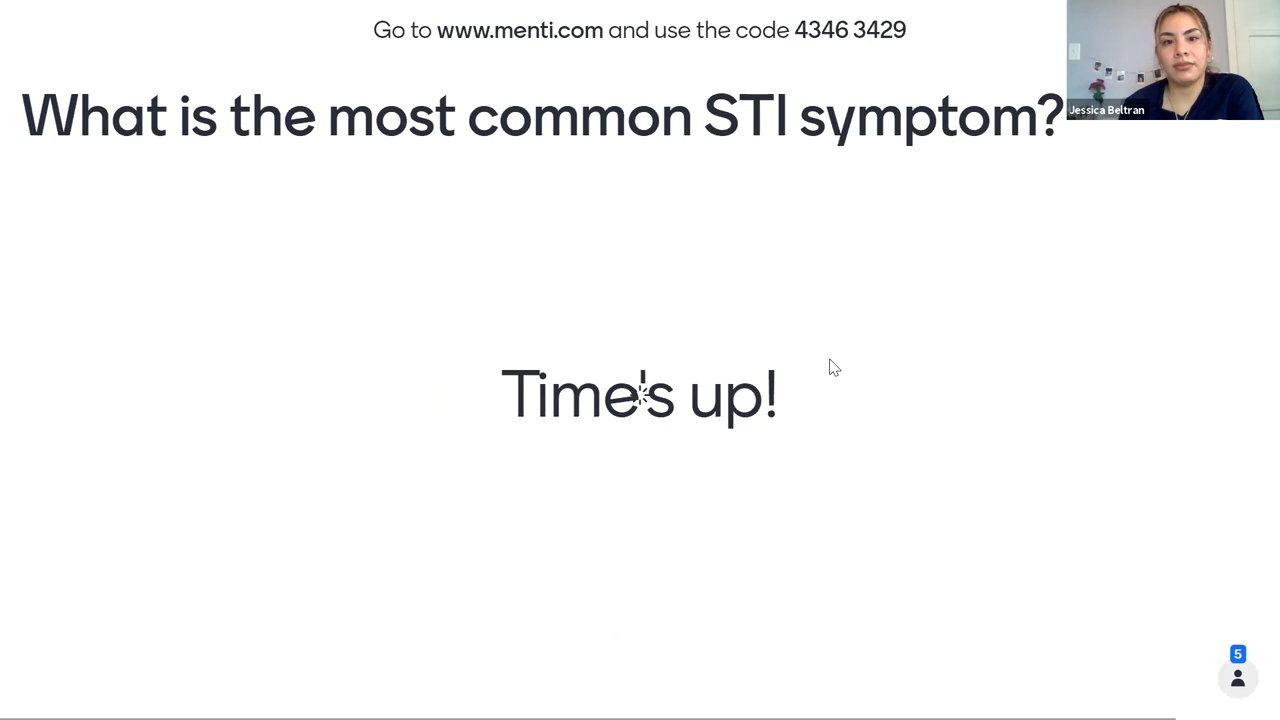 Go to www.menti.com and use the code 4346 3429
What is the most common STI symptom?
Jessica Beltran
Time's up!
5